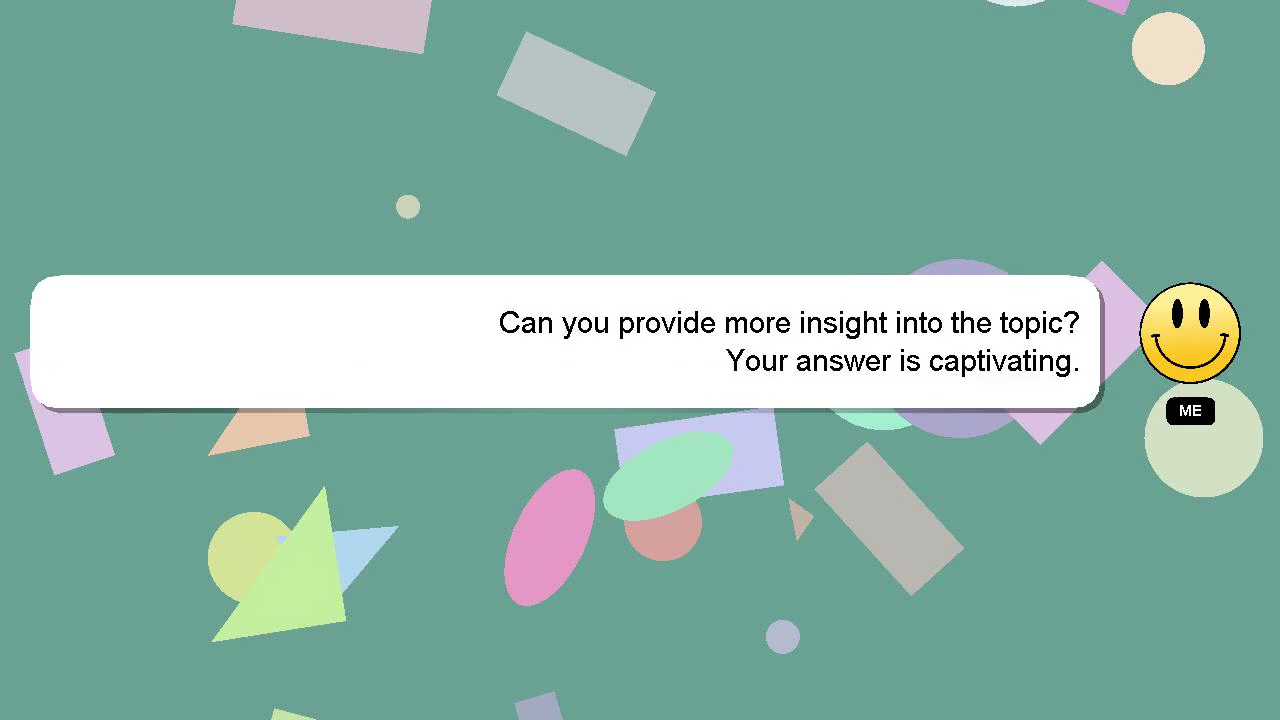 Can you provide more insight into the topic?
Your answer is captivating.
ME